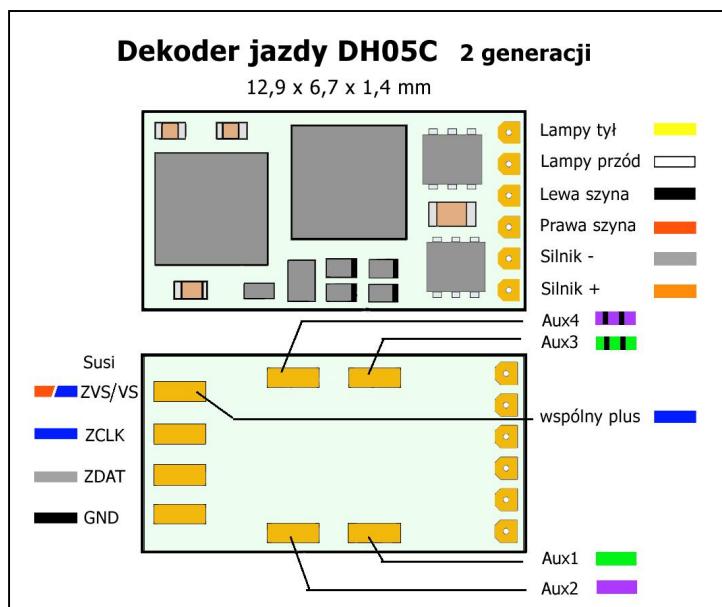 Dekoder jazdy DH05C 2 generacji
12,9 x 6,7 x 1,4 mm
Lampy tył
Lampy przód
Lewa szyna
Prawa szyna
Silnik -
Silnik +
Aux4
Aux3
Susi
ZVS/VS
wspólny plus
ZCLK
ZDAT
GND
Aux1
Aux2